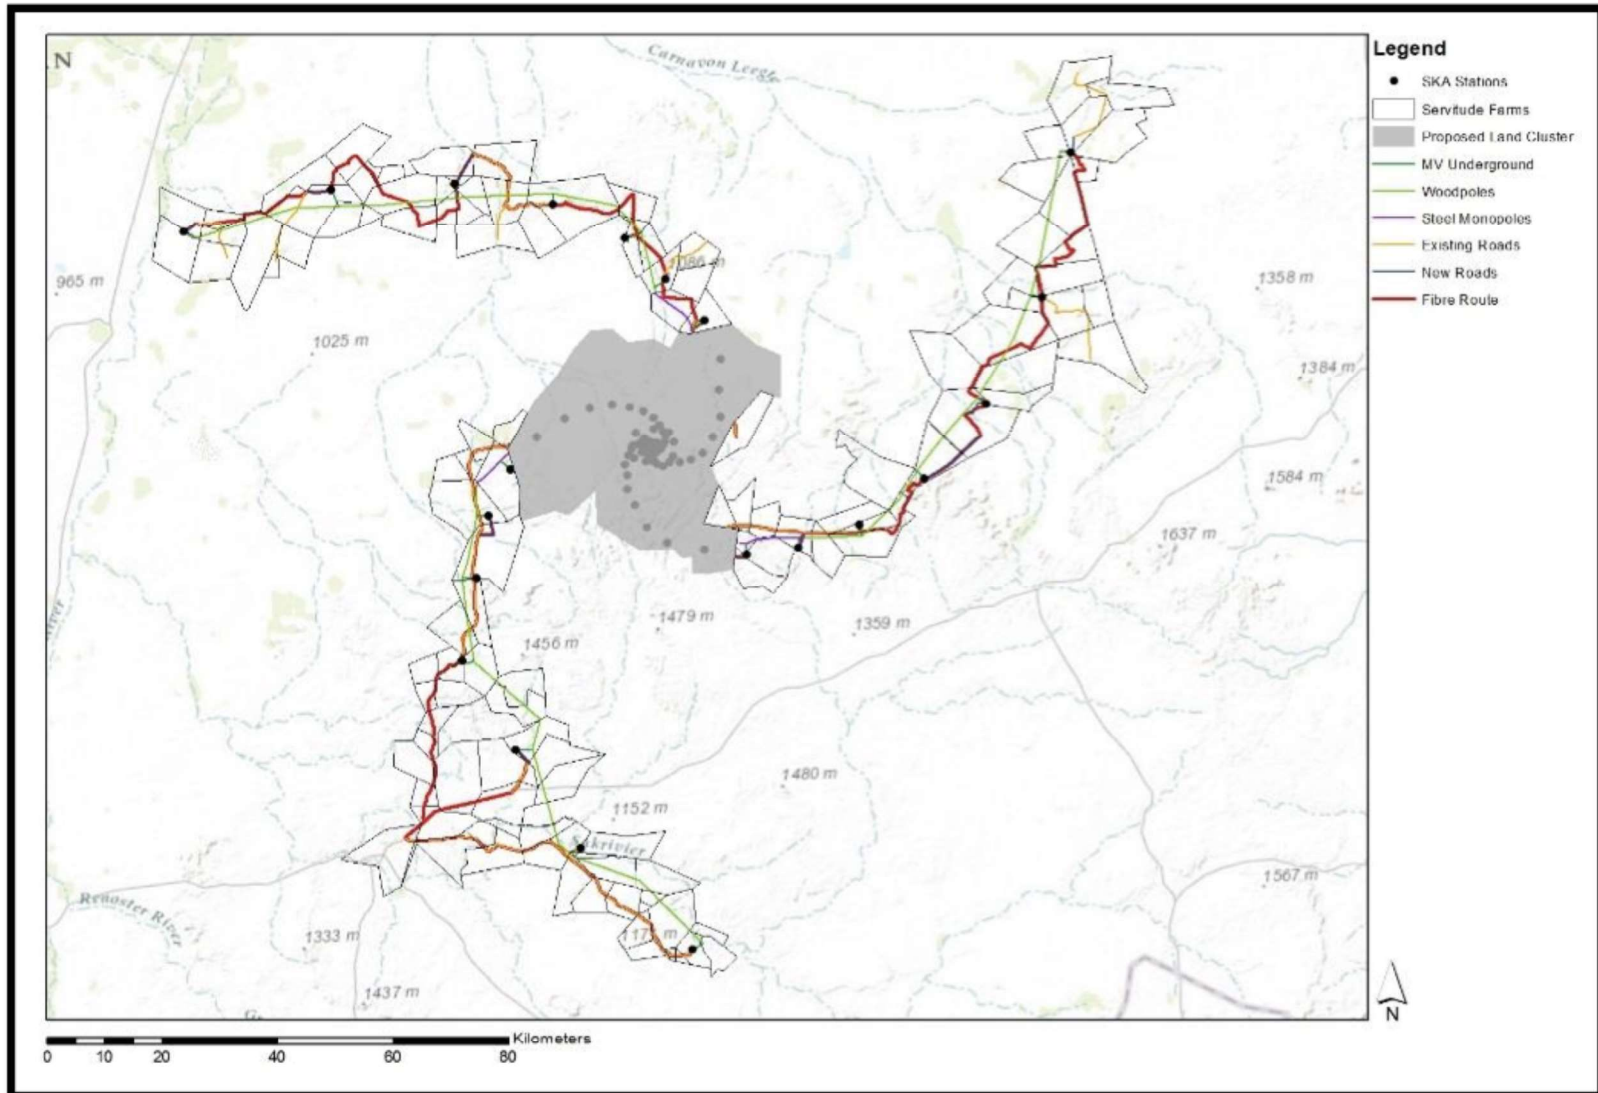 N
Carnavon Leegte
1086 m
965 m
1025 m
1358 m
1384 m
1584 m
1637 m
1479 m
1359 m
1456 m
1480 m
1152 m
Sakrivier
1567 m
Renoster River
1333 m
m
1437 m
Legend
SKA Stations
Servitude Farms
Proposed Land Cluster
MV Underground
Woodpoles
Steel Monopoles
Existing Roads
New Roads
Fibre Route
N
Kilometers
0 10 20 40 60 80